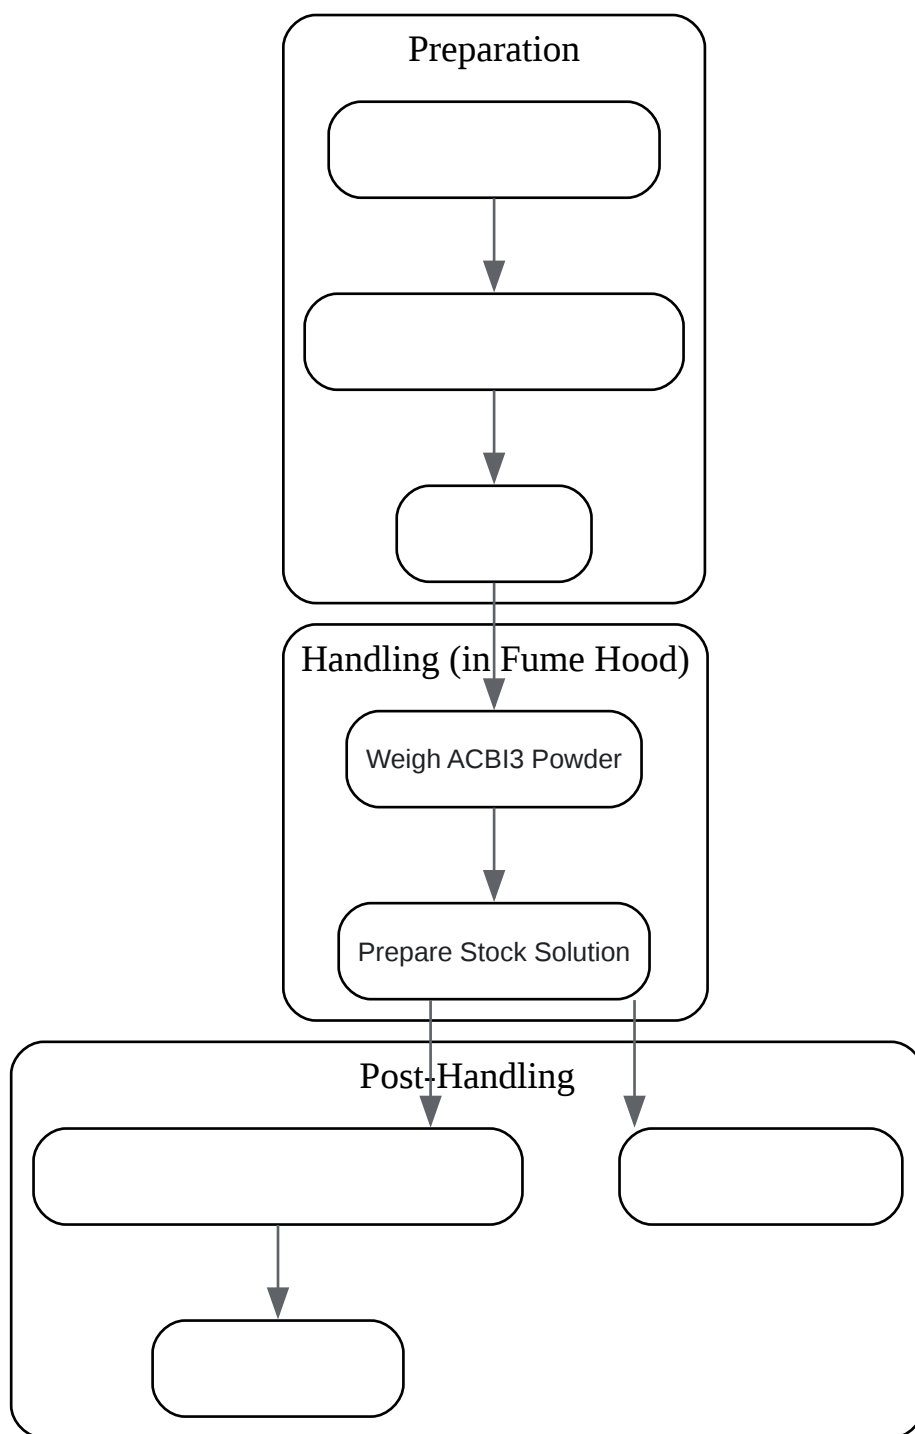 Preparation
Handling (in Fume Hood)
Weigh ACBI3 Powder
Prepare Stock Solution
Post-Handling